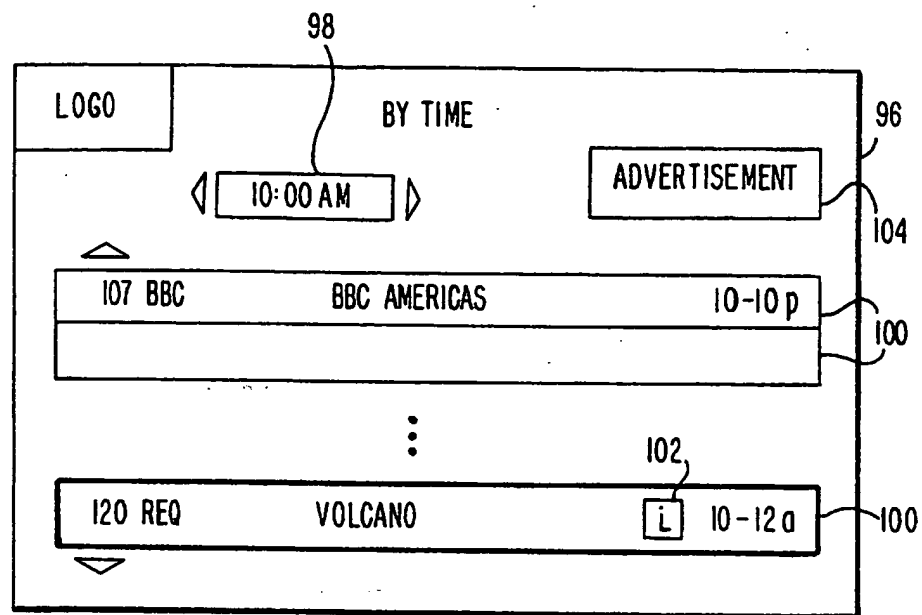 98
LOGO
BY TIME
96
10:00 AM
ADVERTISEMENT
104
107 BBC BBC AMERICAS 10-10 p
100
102
120 REQ VOLCANO i 10-12 a
100